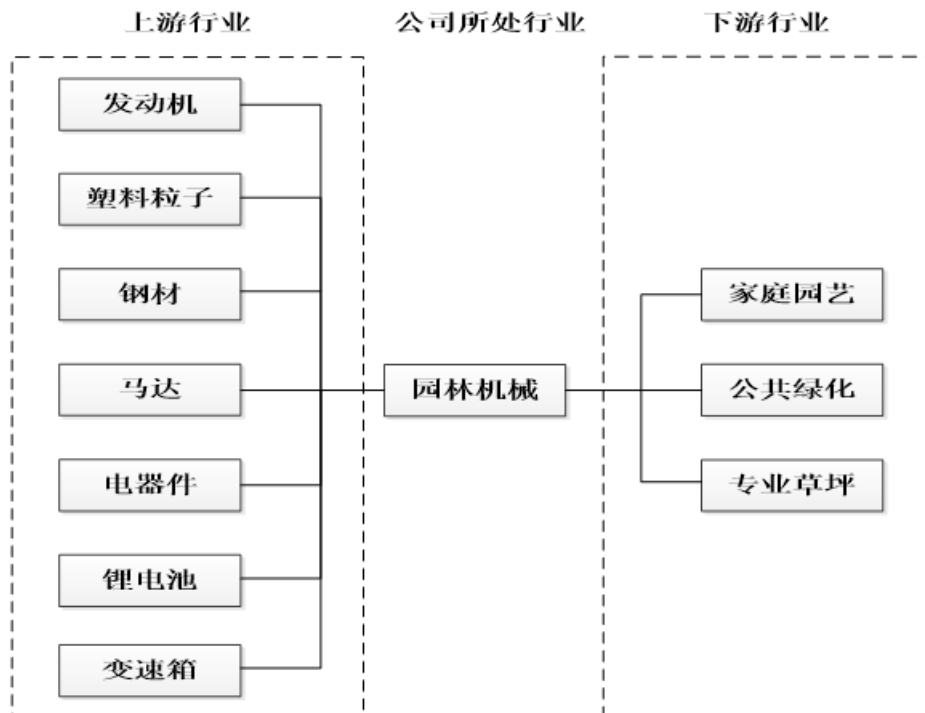 上游行业
公司所处行业
下游行业
发动机
塑料粒子
钢材
马达
电器件
锂电池
变速箱
园林机械
家庭园艺
公共绿化
专业草坪